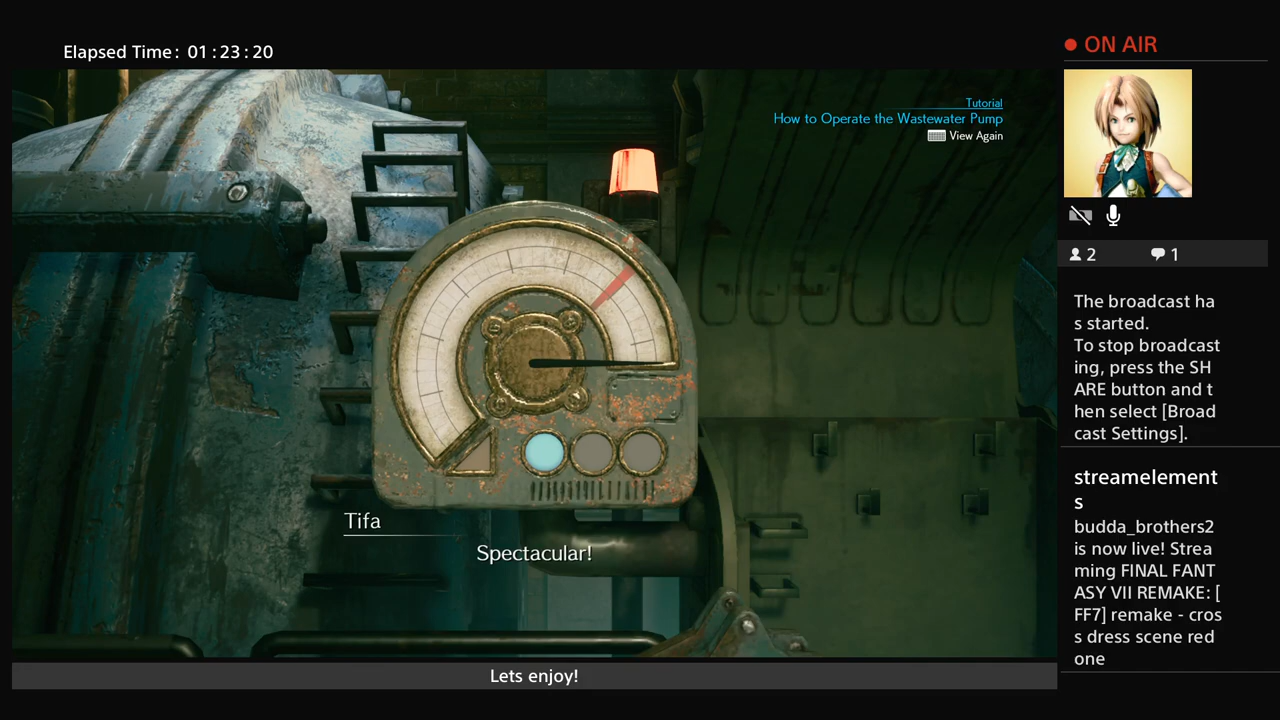 Elapsed Time: 01:23:20
ON AIR
Tutorial
How to Operate the Wastewater Pump
View Again
2
1
The broadcast ha
s started.
To stop broadcast
ing, press the SH
ARE button and t
hen select [Broad
cast Settings].
streamelement
s
budda_brothers2
is now live! Strea
ming FINAL FANT
ASY VII REMAKE: [
FF7] remake - cros
s dress scene red
one
Tifa
Spectacular!
Lets enjoy!